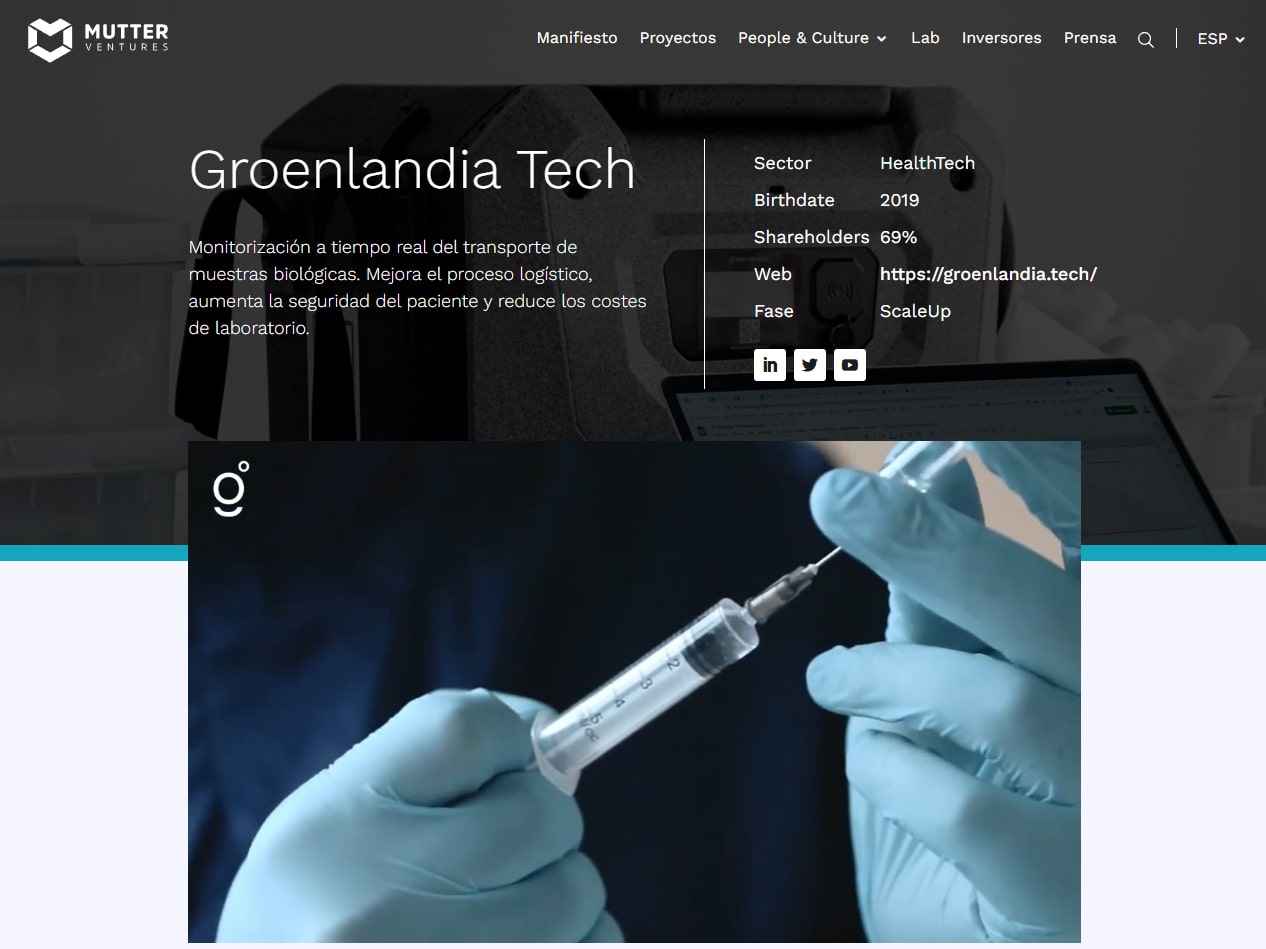 MUTTER
VENTURES
Manifiesto Proyectos People & Culture Lab Inversores Prensa ESP
Groenlandia Tech
Monitorización a tiempo real del transporte de
muestras biológicas. Mejora el proceso logístico,
aumenta la seguridad del paciente y reduce los costes
de laboratorio.
Sector HealthTech
Birthdate 2019
Shareholders 69%
Web https://groenlandia.tech/
Fase ScaleUp
in
g°
2
3
4
5